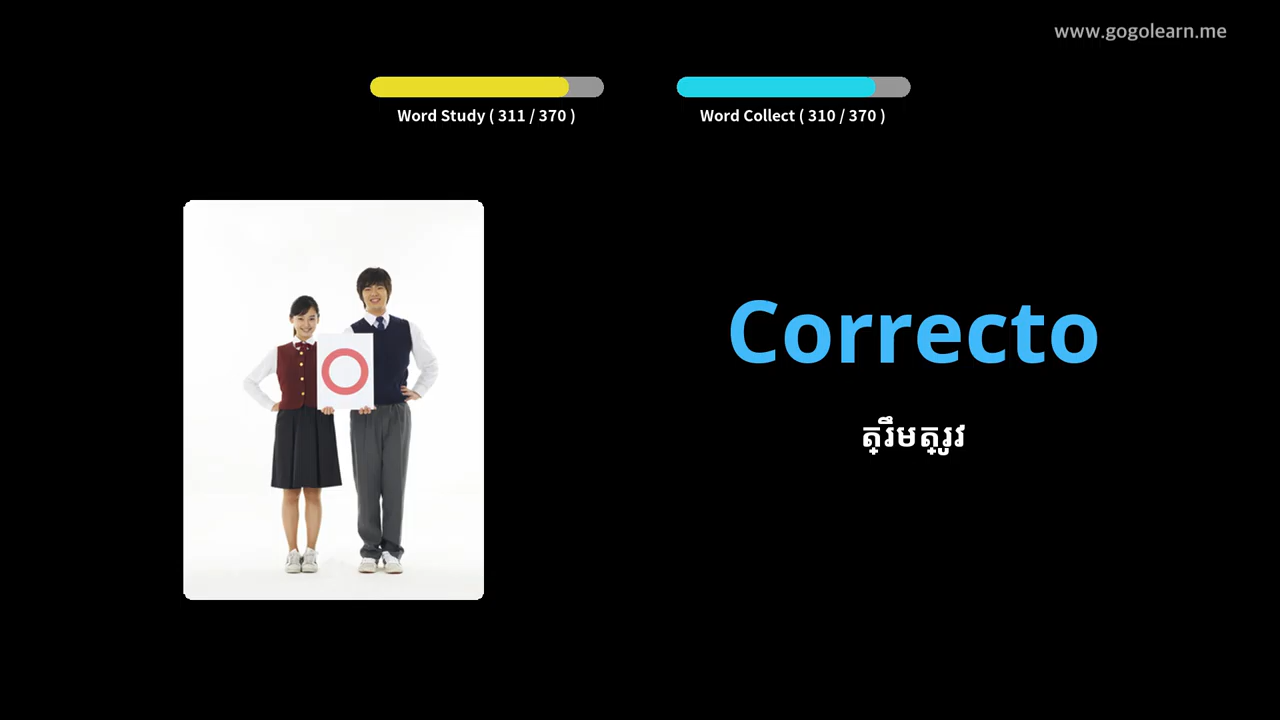 www.gogolearn.me
Word Study ( 311 / 370 )
Word Collect ( 310 / 370 )
Correcto
ត្រឹមត្រូវ